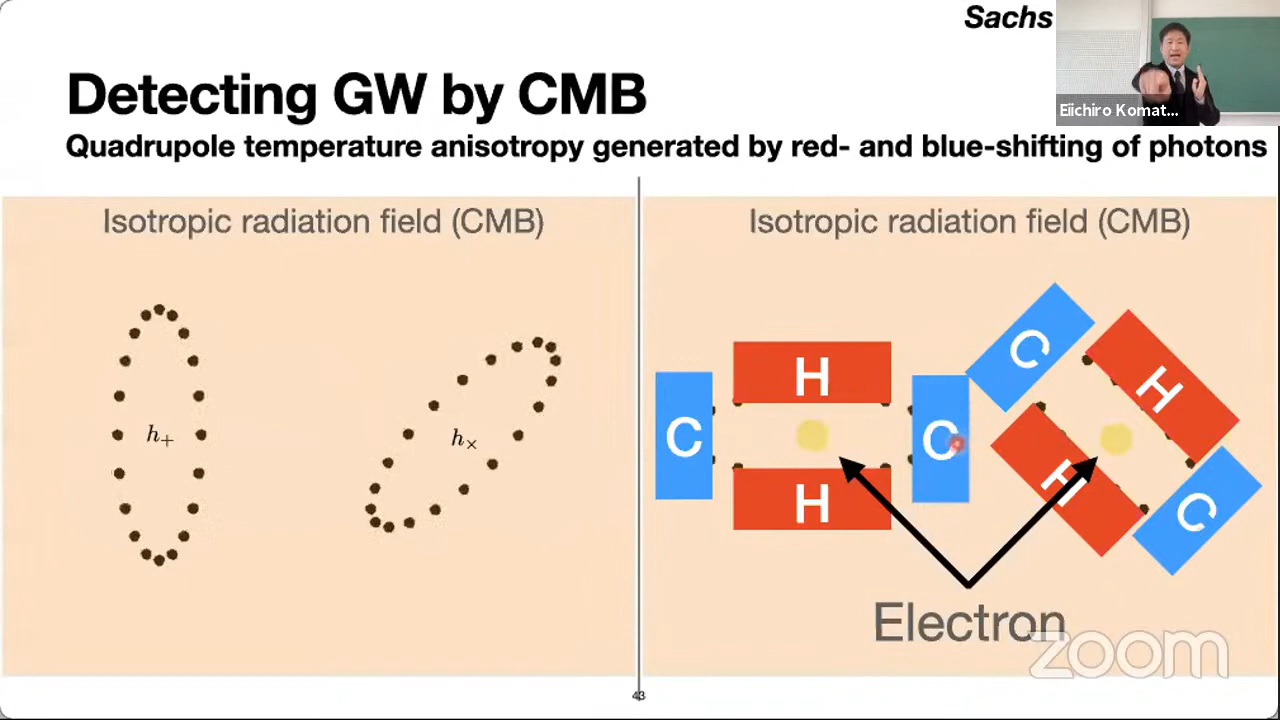 Sachs
Eiichiro Komat...
Detecting GW by CMB
Quadrupole temperature anisotropy generated by red- and blue-shifting of photons
Isotropic radiation field (CMB)
h+
h×
Isotropic radiation field (CMB)
C
H
H
C
C
H
H
C
Electron
zoom
43